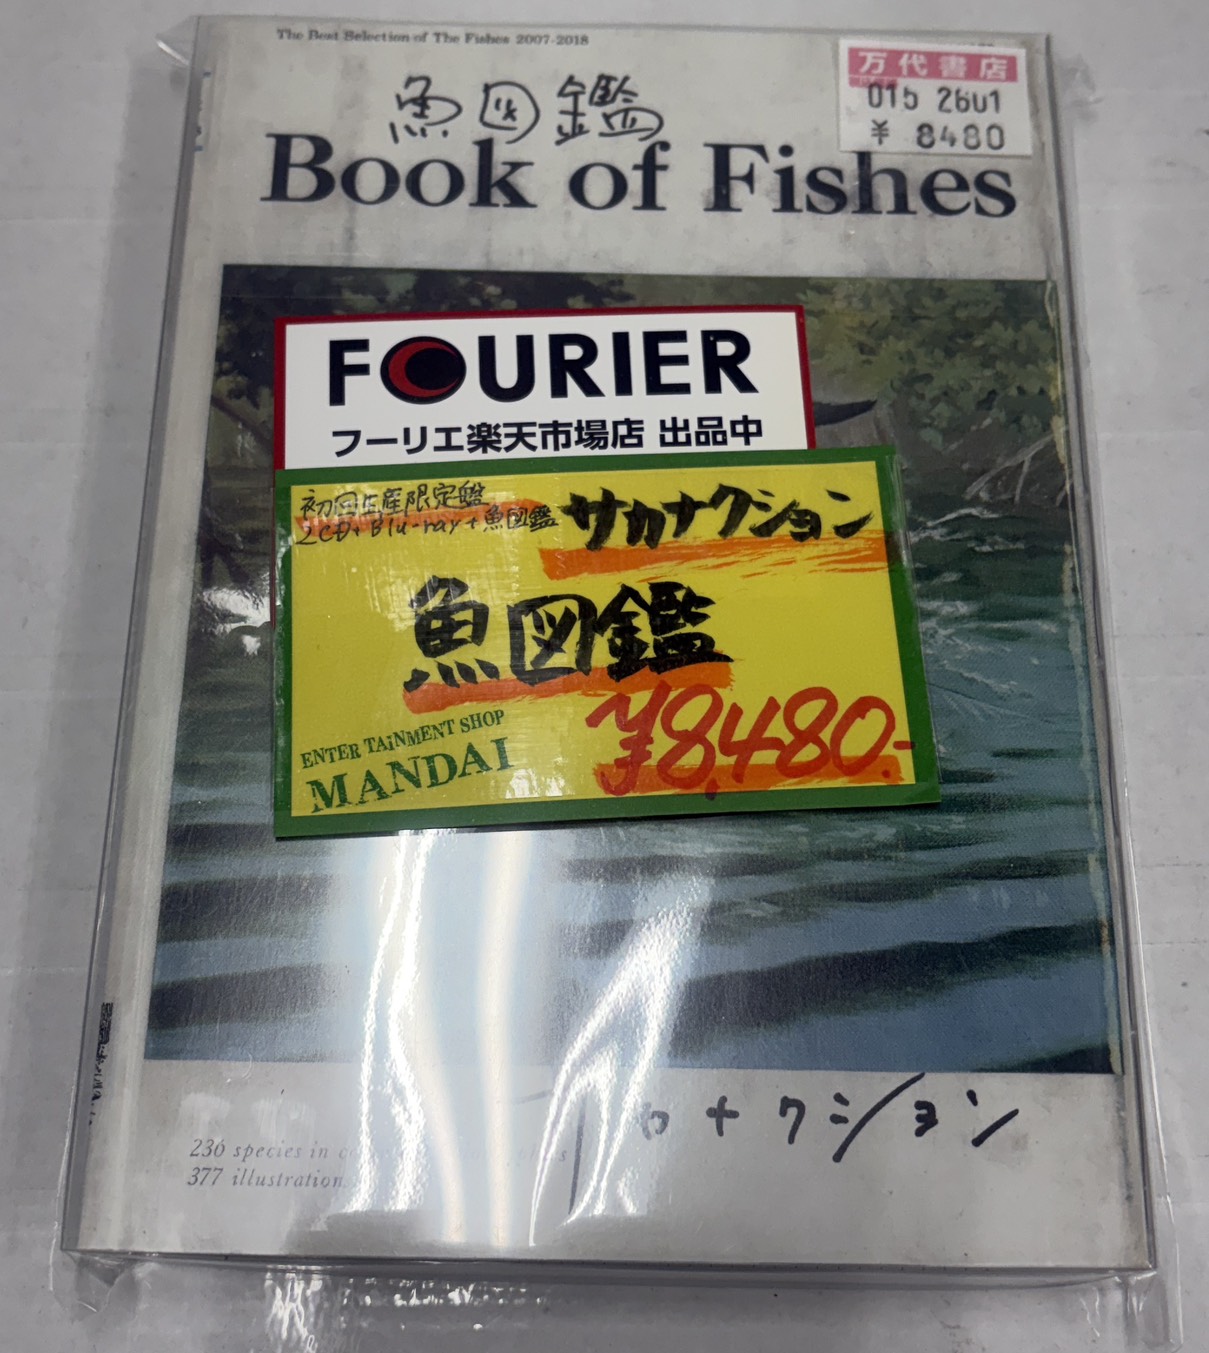 The Best Selection of The Fishes 2007-2018
万代書店
015 2601
¥ 8480
魚図鑑
Book of Fishes
FOURIER
フーリエ楽天市場店 出品中
初回生産限定盤
2CD+Blu-ray+魚図鑑
サカナクション
魚図鑑
¥8,480.-
ENTERTAiNMENT SHOP
MANDAI
カナクション
236 species in
377 illustration